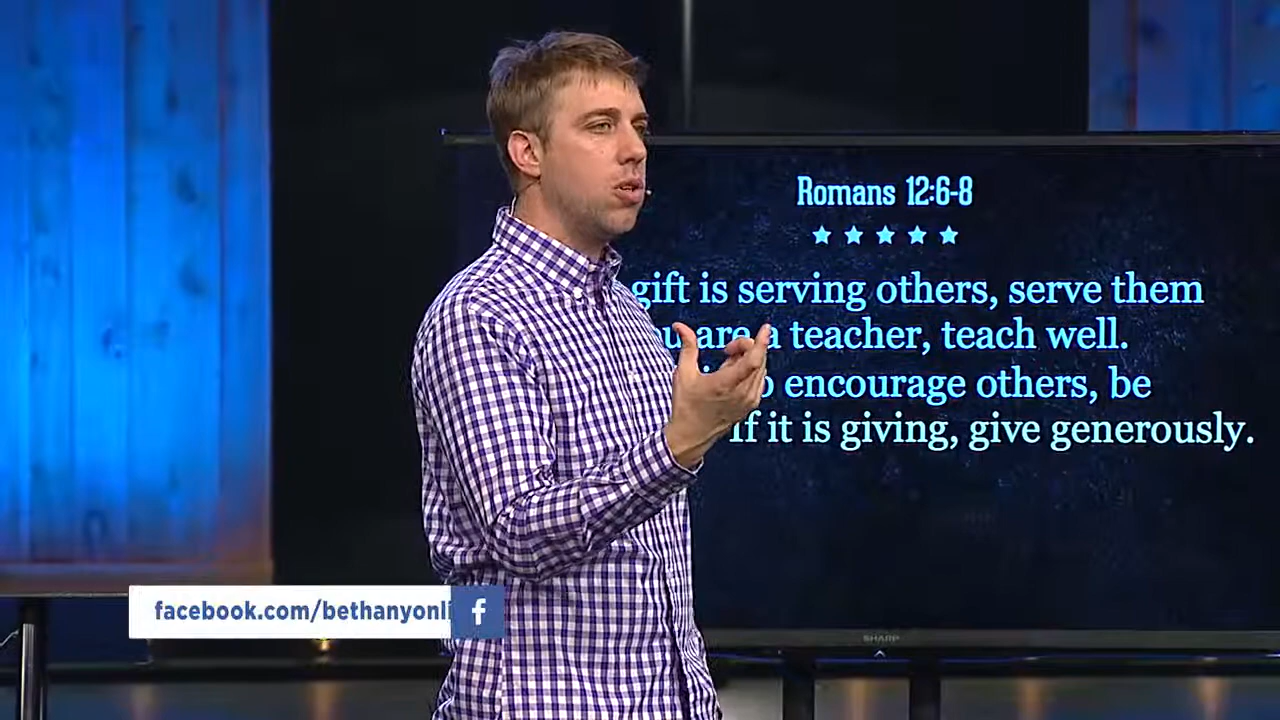 Romans 12:6-8
gift is serving others, serve them
are a teacher, teach well.
encourage others, be
If it is giving, give generously.
facebook.com/bethanyonli
SHARP